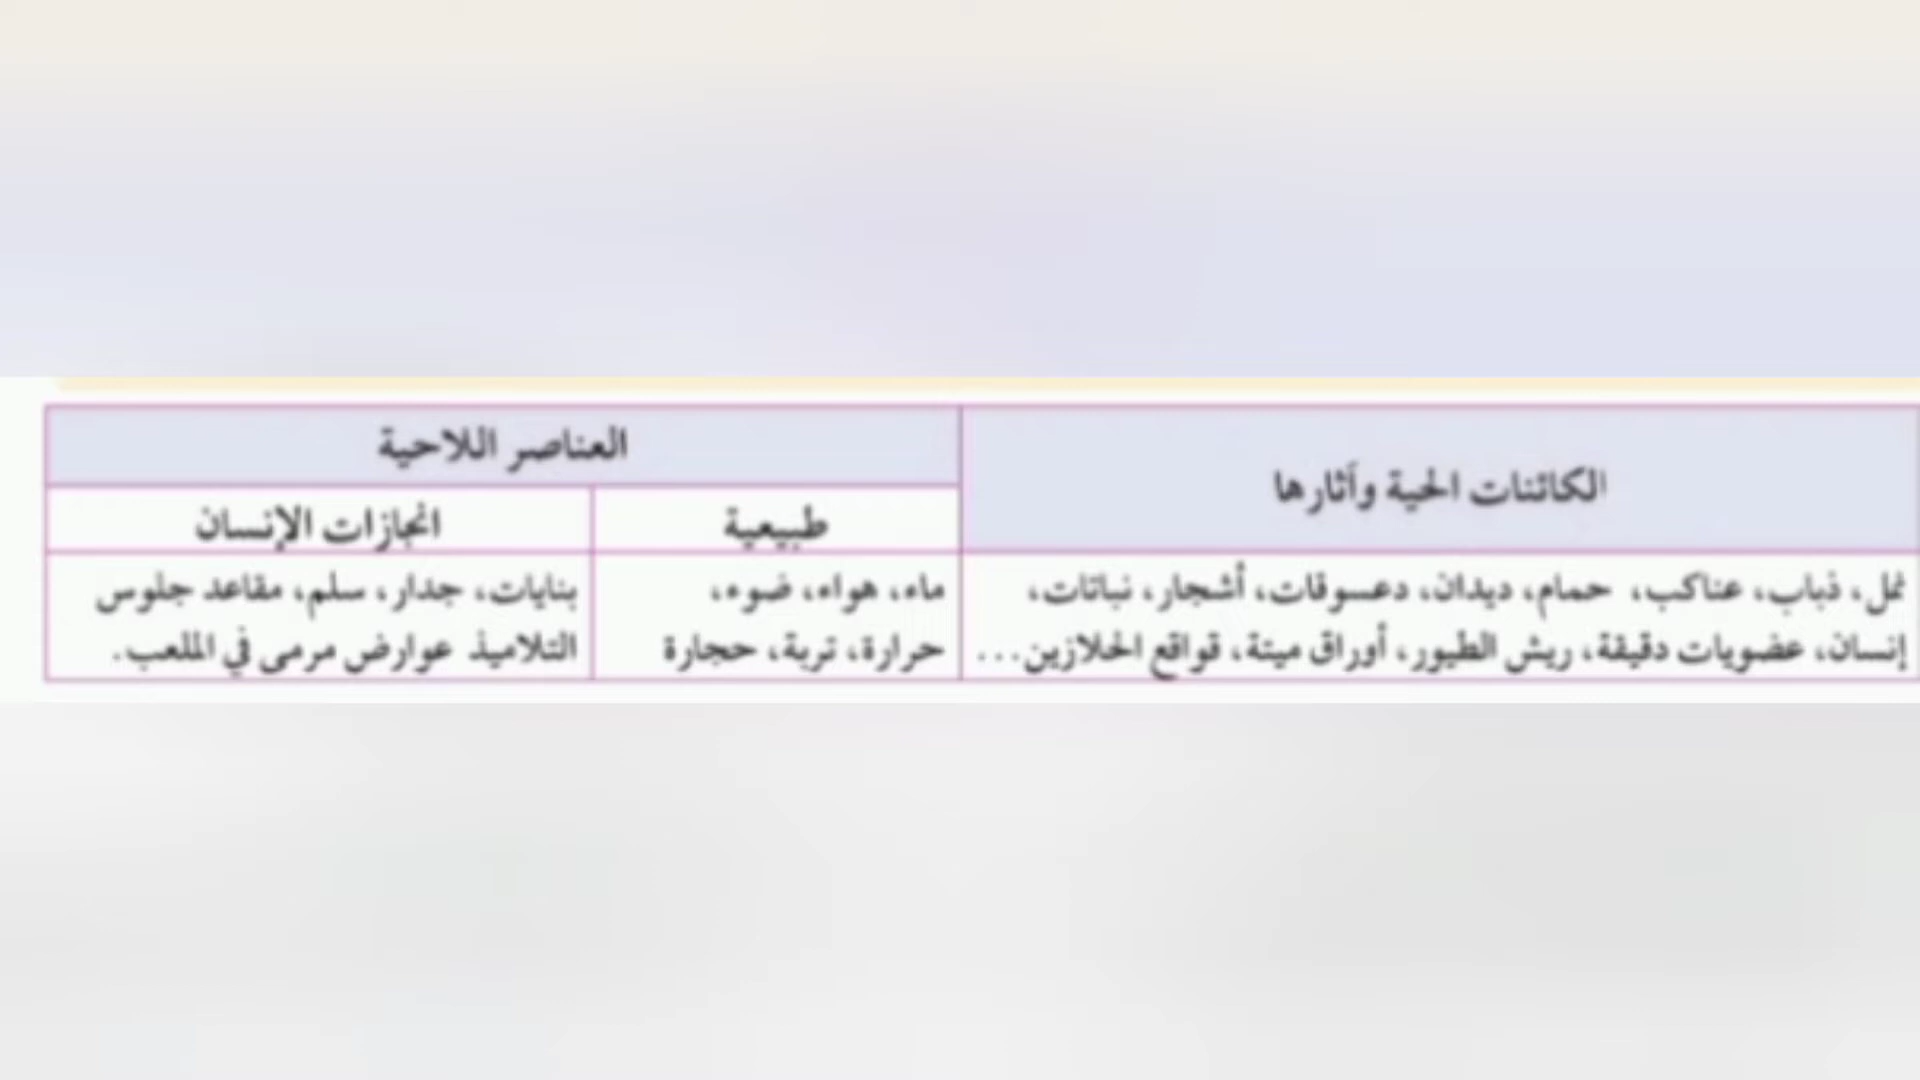 الكائنات الحية وآثارها
العناصر اللاحية
طبيعية
انجازات الإنسان
نمل، ذباب، عناكب، حمام، ديدان، دعسوقات، أشجار، نباتات،
إنسان، عضويات دقيقة، ريش الطيور، أوراق ميتة، قواقع الحلازين...
ماء، هواء، ضوء،
حرارة، تربة، حجارة
بنايات، جدار، سلم، مقاعد جلوس
التلاميذ عوارض مرمى في الملعب.